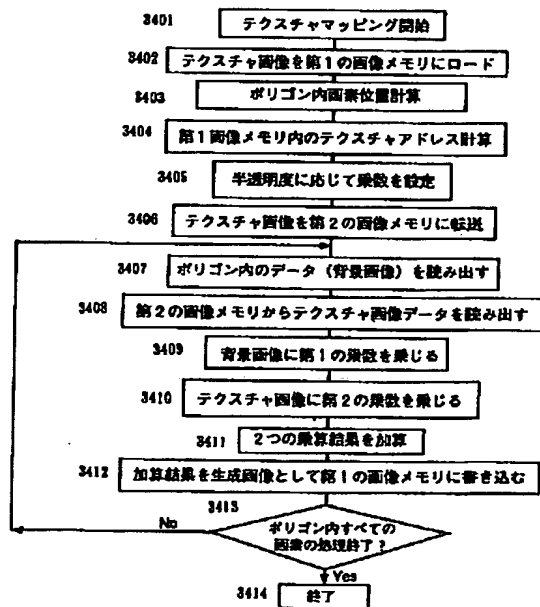 3401 テクスチャマッピング開始
3402 テクスチャ画像を第1の画像メモリにロード
3403 ポリゴン内画素位置計算
3404 第1画像メモリ内のテクスチャアドレス計算
3405 半透明度に応じて乗数を設定
3406 テクスチャ画像を第2の画像メモリに転送
3407 ポリゴン内のデータ(背景画像)を読み出す
3408 第2の画像メモリからテクスチャ画像データを読み出す
3409 背景画像に第1の乗数を乗じる
3410 テクスチャ画像に第2の乗数を乗じる
3411 2つの乗算結果を加算
3412 加算結果を生成画像として第1の画像メモリに書き込む
3413
No
ポリゴン内すべての
画素の処理終了?
Yes
3414 終了